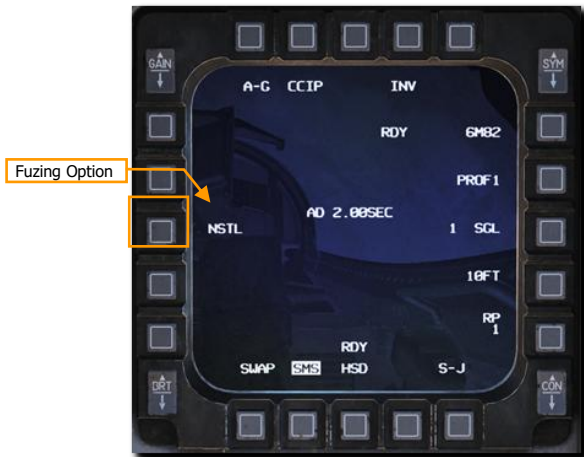 GAIN
SYM
A-G CCIP INV
RDY 6M82
Fuzing Option
PROF1
AD 2.00SEC
NSTL 1 SGL
10FT
RP
1
RDY
SWAP SMS HSD S-J
BRT
CON